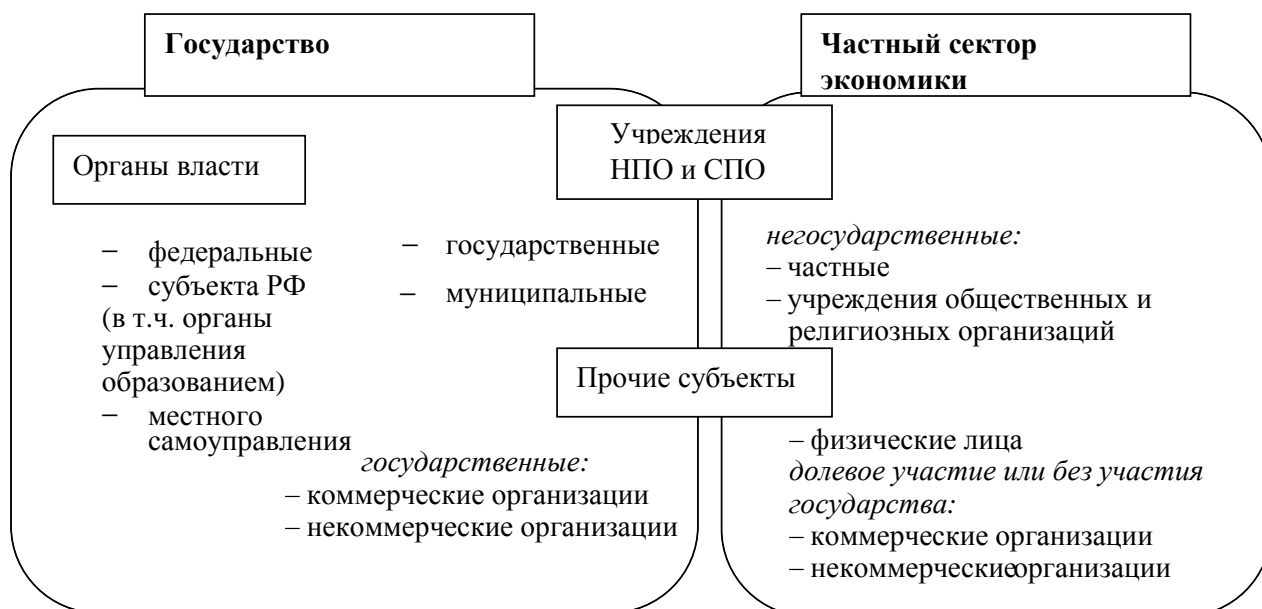 Государство
Частный сектор
экономики
Учреждения
НПО и СПО
Органы власти
– федеральные
– субъекта РФ
(в т.ч. органы
управления
образованием)
– местного
самоуправления
– государственные
– муниципальные
негосударственные:
– частные
– учреждения общественных и
религиозных организаций
Прочие субъекты
государственные:
– коммерческие организации
– некоммерческие организации
– физические лица
долевое участие или без участия
государства:
– коммерческие организации
– некоммерческие организации